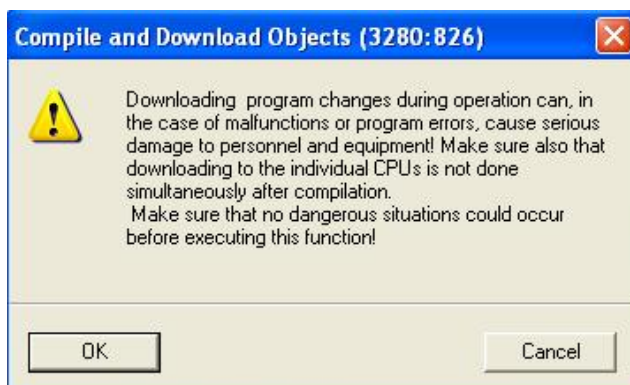 Compile and Download Objects (3280:826)
Downloading  program changes during operation can, in
the case of malfunctions or program errors, cause serious
damage to personnel and equipment! Make sure also that
downloading to the individual CPUs is not done
simultaneously after compilation.
 Make sure that no dangerous situations could occur
before executing this function!
OK
Cancel